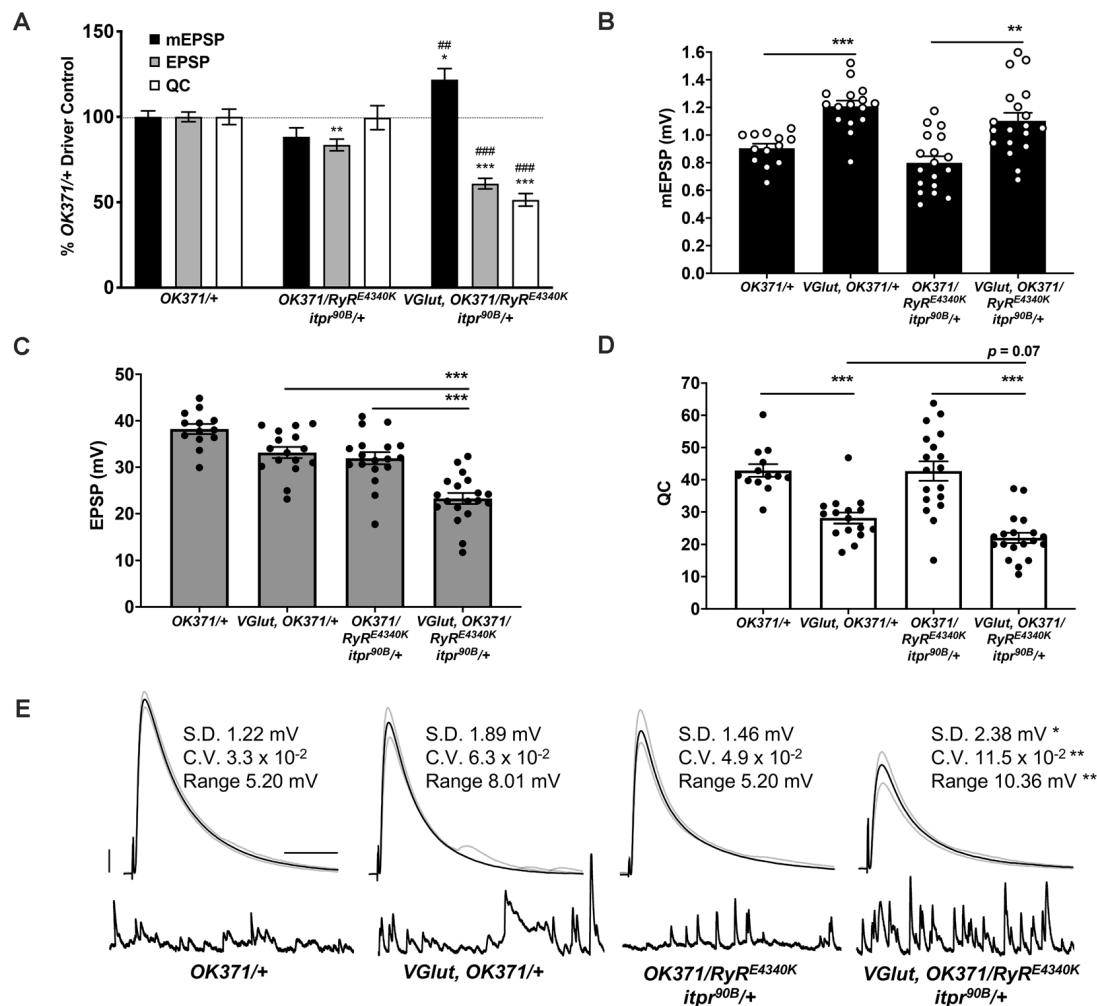 A
150
100
50
0
% OK371/+ Driver Control
mEPSP
EPSP
QC
**
##
*
###
***
###
***
OK371/+
OK371/RyR^E4340K
itpr^90B/+
VGlut, OK371/RyR^E4340K
itpr^90B/+
B
***
**
1.6
1.4
1.2
1.0
0.8
0.6
0.4
0.2
0.0
mEPSP (mV)
OK371/+
VGlut, OK371/+
OK371/
RyR^E4340K
itpr^90B/+
VGlut, OK371/
RyR^E4340K
itpr^90B/+
C
***
***
50
40
30
20
10
0
EPSP (mV)
OK371/+
VGlut, OK371/+
OK371/
RyR^E4340K
itpr^90B/+
VGlut, OK371/
RyR^E4340K
itpr^90B/+
D
p = 0.07
***
***
70
60
50
40
30
20
10
0
QC
OK371/+
VGlut, OK371/+
OK371/
RyR^E4340K
itpr^90B/+
VGlut, OK371/
RyR^E4340K
itpr^90B/+
E
S.D. 1.22 mV
C.V. 3.3 x 10^-2
Range 5.20 mV
S.D. 1.89 mV
C.V. 6.3 x 10^-2
Range 8.01 mV
S.D. 1.46 mV
C.V. 4.9 x 10^-2
Range 5.20 mV
S.D. 2.38 mV *
C.V. 11.5 x 10^-2 **
Range 10.36 mV **
OK371/+
VGlut, OK371/+
OK371/RyR^E4340K
itpr^90B/+
VGlut, OK371/RyR^E4340K
itpr^90B/+